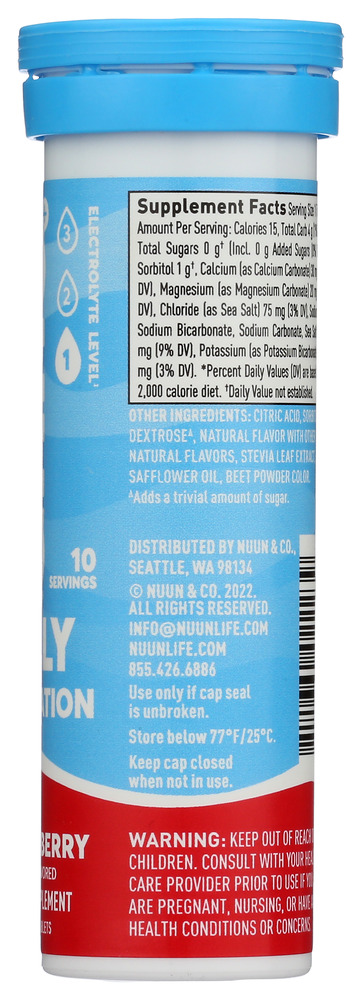 ELECTROLYTE LEVEL
3
2
1
10
SERVINGS
LY
ATION
BERRY
ORED
PLEMENT
BLETS
Supplement Facts Serving Size
Amount Per Serving: Calories 15, Total Carb 4 g
Total Sugars 0 g† (Incl. 0 g Added Sugars
Sorbitol 1 g†, Calcium (as Calcium Carbonate)
DV), Magnesium (as Magnesium Carbonate)
DV), Chloride (as Sea Salt) 75 mg (3% DV),
Sodium Bicarbonate, Sodium Carbonate, Sea
mg (9% DV), Potassium (as Potassium
mg (3% DV). *Percent Daily Values (DV) are
2,000 calorie diet. †Daily Value not established.
OTHER INGREDIENTS: CITRIC ACID,
DEXTROSE^, NATURAL FLAVOR WITH
NATURAL FLAVORS, STEVIA LEAF EXTRACT
SAFFLOWER OIL, BEET POWDER COLOR.
^Adds a trivial amount of sugar.
DISTRIBUTED BY NUUN & CO.,
SEATTLE, WA 98134
© NUUN & CO. 2022.
ALL RIGHTS RESERVED.
INFO@NUUNLIFE.COM
NUUNLIFE.COM
855.426.6886
Use only if cap seal
is unbroken.
Store below 77°F/25°C.
Keep cap closed
when not in use.
WARNING: KEEP OUT OF REACH
CHILDREN. CONSULT WITH YOUR
CARE PROVIDER PRIOR TO USE IF
ARE PREGNANT, NURSING, OR
HEALTH CONDITIONS OR CONCERNS